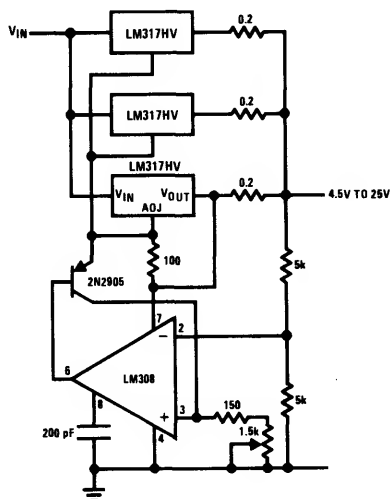 LM317HV
0.2
VIN
LM317HV
0.2
LM317HV
VIN
VOUT
AOJ
0.2
4.5V TO 25V
100
5k
2N2905
7
2
−
6
LM308
8
+
3
150
5k
1.5k
200 pF
4